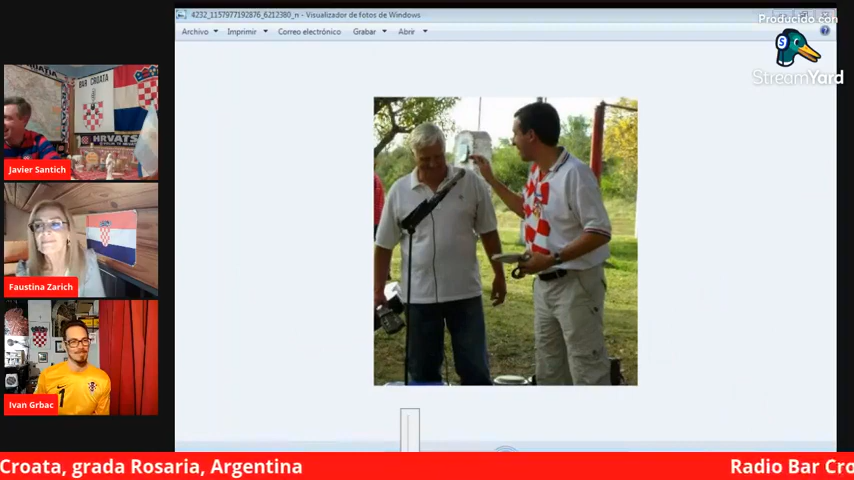 4232_1157977192876_6212380_n - Visualizador de fotos de Windows
Producido con
StreamYard
Archivo Imprimir Correo electrónico Grabar Abrir
BAR CROATA
HRVATS
Javier Santich
Faustina Zarich
Ivan Grbac
Croata, grada Rosaria, Argentina
Radio Bar Cro